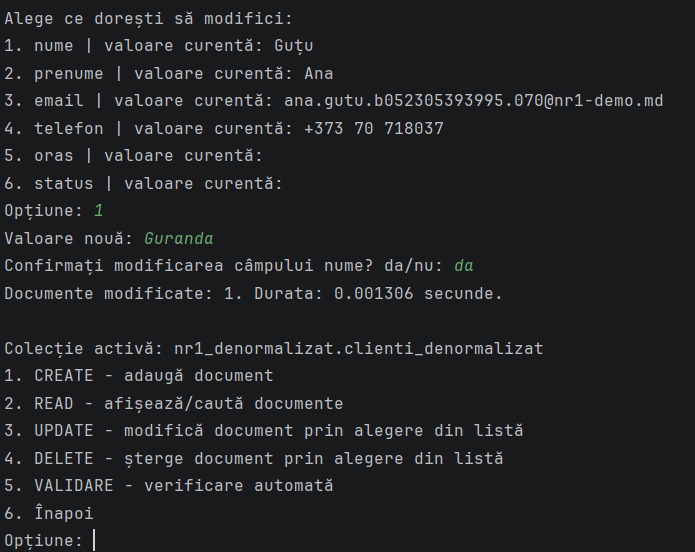 Alege ce dorești să modifici:
1. nume | valoare curentă: Guțu
2. prenume | valoare curentă: Ana
3. email | valoare curentă: ana.gutu.b052305393995.070@nr1-demo.md
4. telefon | valoare curentă: +373 70 718037
5. oras | valoare curentă:
6. status | valoare curentă:
Opțiune: 1
Valoare nouă: Guranda
Confirmați modificarea câmpului nume? da/nu: da
Documente modificate: 1. Durata: 0.001306 secunde.
Colecție activă: nr1_denormalizat.clienti_denormalizat
1. CREATE - adaugă document
2. READ - afișează/caută documente
3. UPDATE - modifică document prin alegere din listă
4. DELETE - șterge document prin alegere din listă
5. VALIDARE - verificare automată
6. Înapoi
Opțiune: